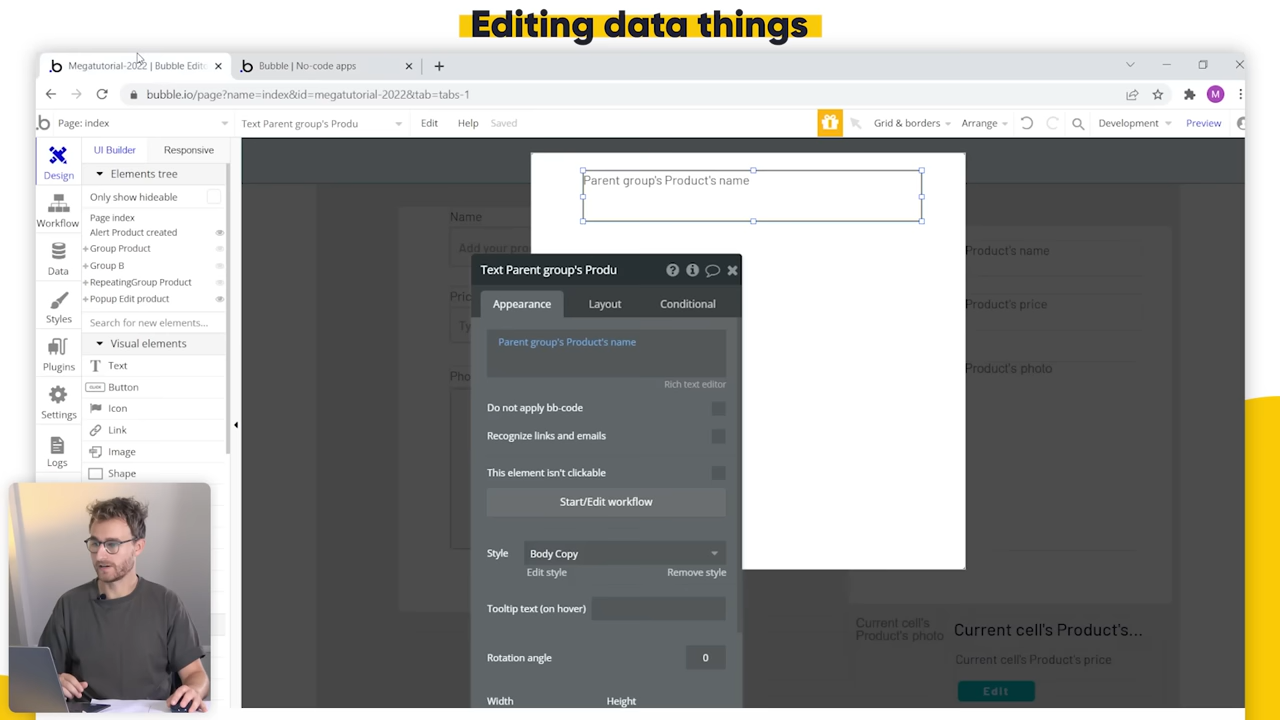 Editing data things
Megatutorial-2022 | Bubble Edito
Bubble | No-code apps
bubble.io/page?name=index&id=megatutorial-2022&tab=tabs-1
M
Page: index
Text Parent group's Produ
Edit
Help
Saved
Grid & borders
Arrange
Development
Preview
Design
Workflow
Data
Styles
Plugins
Settings
Logs
UI Builder
Responsive
Elements tree
Only show hideable
Page index
Alert Product created
Group Product
Group B
RepeatingGroup Product
Popup Edit product
Search for new elements...
Visual elements
Text
Button
Icon
Link
Image
Shape
Parent group's Product's name
Name
Add your pro
Product's name
Product's price
Product's photo
Text Parent group's Produ
Appearance
Layout
Conditional
Parent group's Product's name
Rich text editor
Do not apply bb-code
Recognize links and emails
This element isn't clickable
Start/Edit workflow
Style
Body Copy
Edit style
Remove style
Tooltip text (on hover)
Rotation angle
0
Width
Height
Current cell's
Product's photo
Current cell's Product's...
Current cell's Product's price
Edit